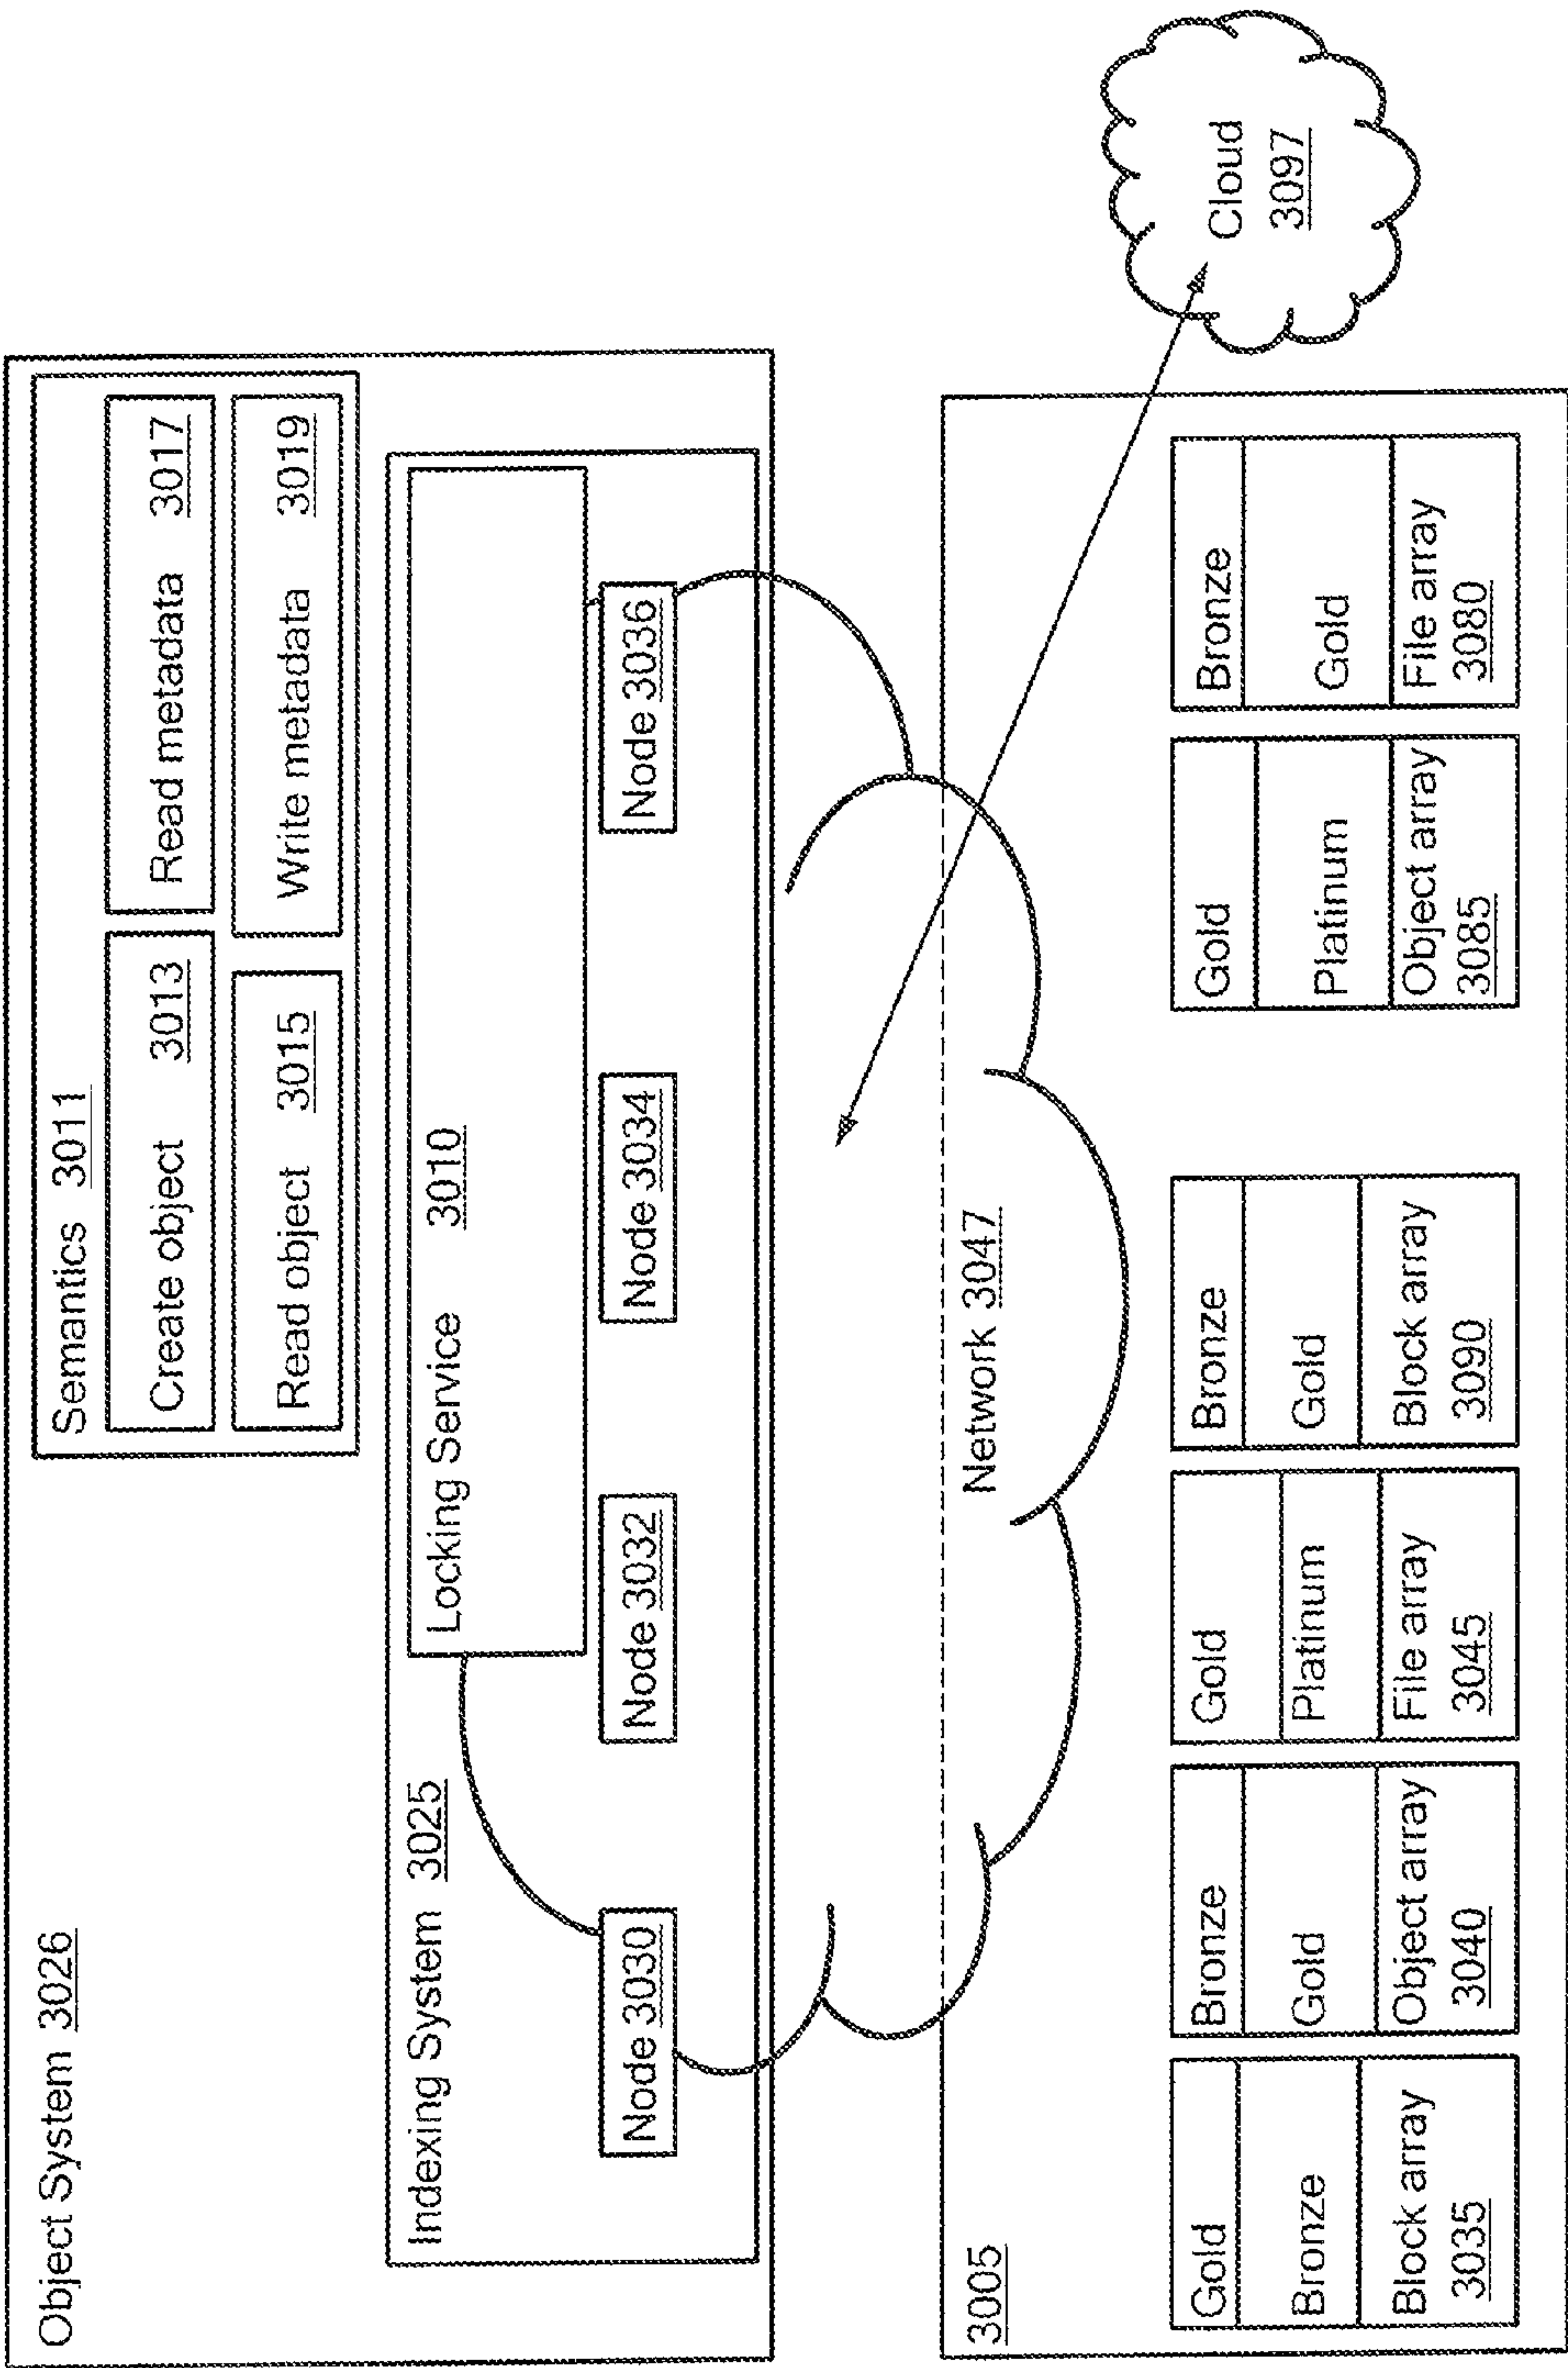 Object System 3026
Semantics 3011
Create object 3013
Read metadata 3017
Read object 3015
Write metadata 3019
Indexing System 3025
Locking Service 3010
Node 3030
Node 3032
Node 3034
Node 3036
Network 3047
Cloud
3097
3005
Gold
Bronze
Block array
3035
Bronze
Gold
Object array
3040
Gold
Platinum
File array
3045
Bronze
Gold
Block array
3090
Gold
Platinum
Object array
3085
Bronze
Gold
File array
3080